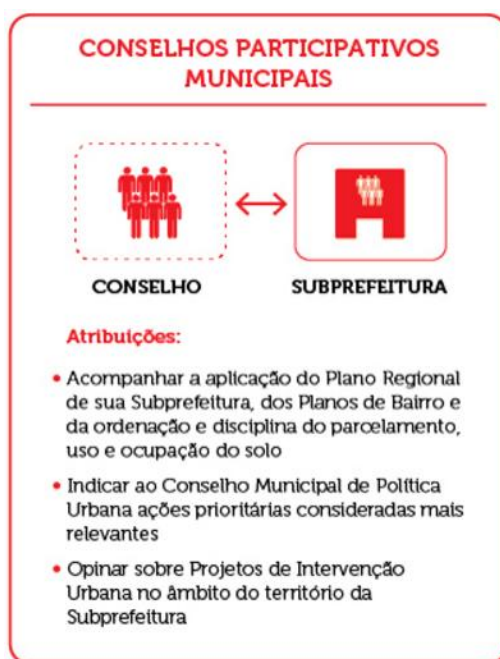 CONSELHOS PARTICIPATIVOS
MUNICIPAIS
CONSELHO
SUBPREFEITURA
Atribuições:
• Acompanhar a aplicação do Plano Regional
de sua Subprefeitura, dos Planos de Bairro e
da ordenação e disciplina do parcelamento,
uso e ocupação do solo
• Indicar ao Conselho Municipal de Política
Urbana ações prioritárias consideradas mais
relevantes
• Opinar sobre Projetos de Intervenção
Urbana no âmbito do território da
Subprefeitura